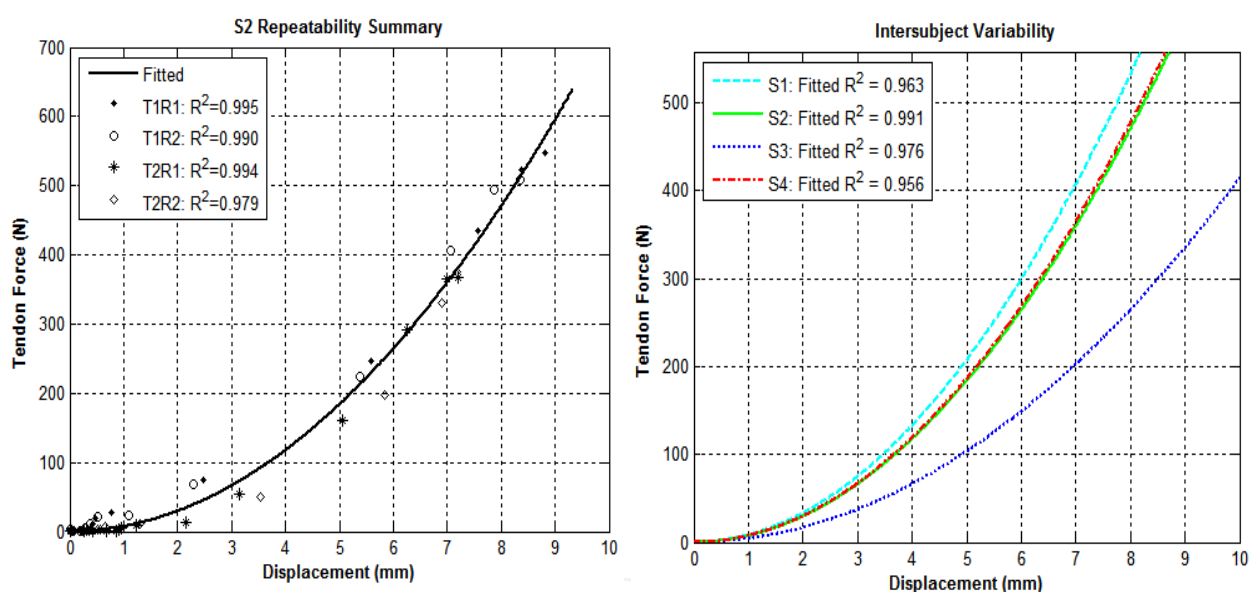 S2 Repeatability Summary
700
600
500
400
300
200
100
0
Tendon Force (N)
Fitted
T1R1: R²=0.995
T1R2: R²=0.990
T2R1: R²=0.994
T2R2: R²=0.979
0 1 2 3 4 5 6 7 8 9 10
Displacement (mm)
Intersubject Variability
500
400
300
200
100
0
Tendon Force (N)
S1: Fitted R² = 0.963
S2: Fitted R² = 0.991
S3: Fitted R² = 0.976
S4: Fitted R² = 0.956
0 1 2 3 4 5 6 7 8 9 10
Displacement (mm)